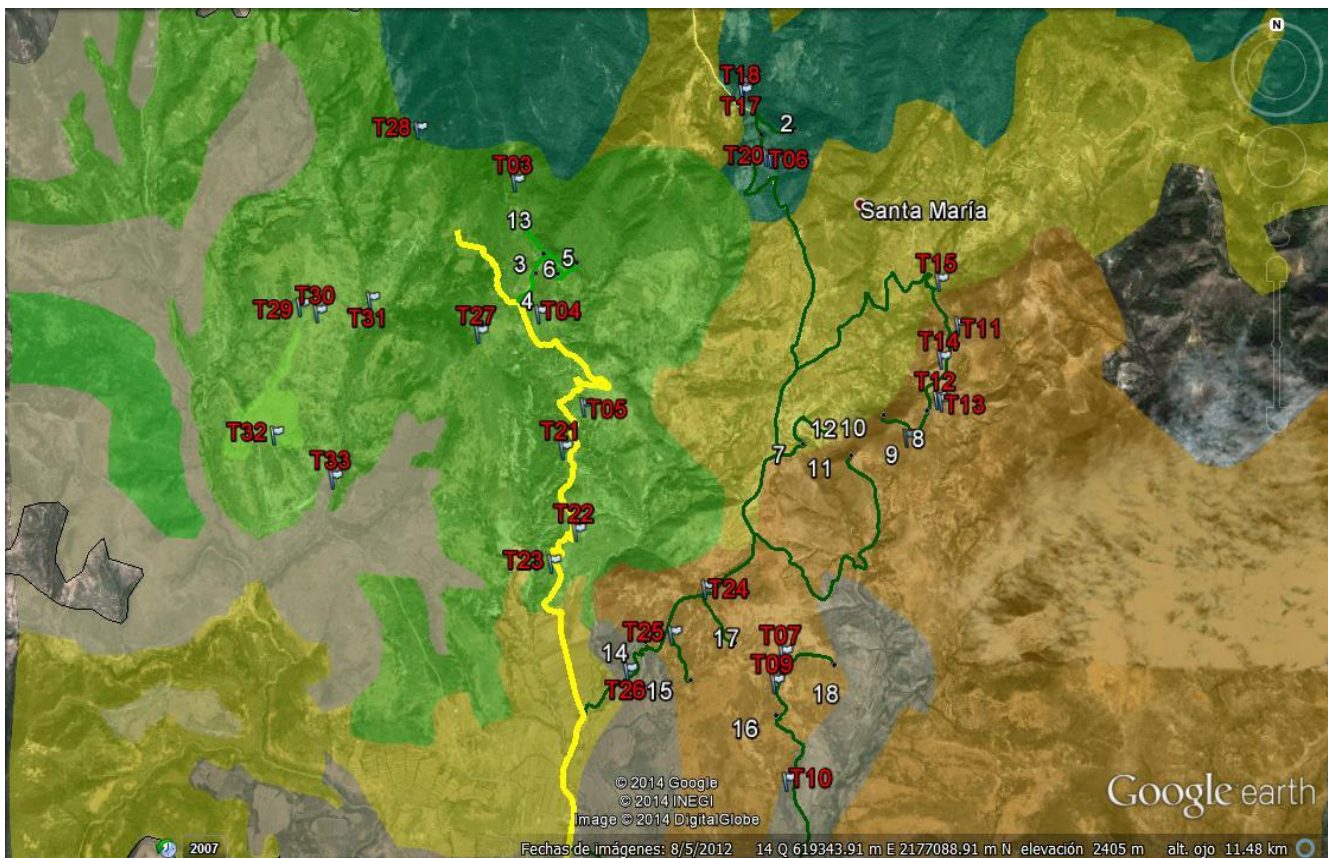 N
T18
T17
2
T28
T20
T06
T03
Santa María
13
5
3
6
T15
4
T29
T30
T31
T04
T27
T11
T14
T12
T13
T05
T32
T21
12
10
8
7
9
11
T33
T22
T23
T24
T25
17
T07
14
T09
T26
15
18
16
T10
© 2014 Google
© 2014 INEGI
Image © 2014 DigitalGlobe
Google earth
2007
Fechas de imágenes: 8/5/2012 14 Q 619343.91 m E 2177088.91 m N elevación 2405 m alt. ojo 11.48 km